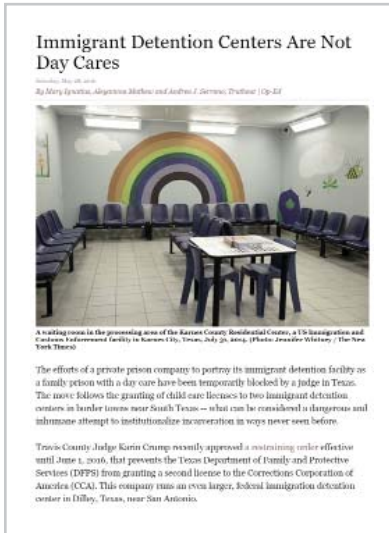 Immigrant Detention Centers Are Not
Day Cares
Saturday, May 28, 2016
By Mary Ignatius, Aleyamma Mathew and Andrea J. Serrano, Truthout | Op-Ed
A waiting room in the processing area of the Karnes County Residential Center, a US Immigration and
Customs Enforcement facility in Karnes City, Texas, July 31, 2014. (Photo: Jennifer Whitney / The New
York Times)
The efforts of a private prison company to portray its immigrant detention facility as
a family prison with a day care have been temporarily blocked by a judge in Texas.
The move follows the granting of child care licenses to two immigrant detention
centers in border towns near South Texas -- what can be considered a dangerous and
inhumane attempt to institutionalize incarceration in ways never seen before.
Travis County Judge Karin Crump recently approved a restraining order effective
until June 1, 2016, that prevents the Texas Department of Family and Protective
Services (DFPS) from granting a second license to the Corrections Corporation of
America (CCA). This company runs an even larger, federal immigration detention
center in Dilley, Texas, near San Antonio.